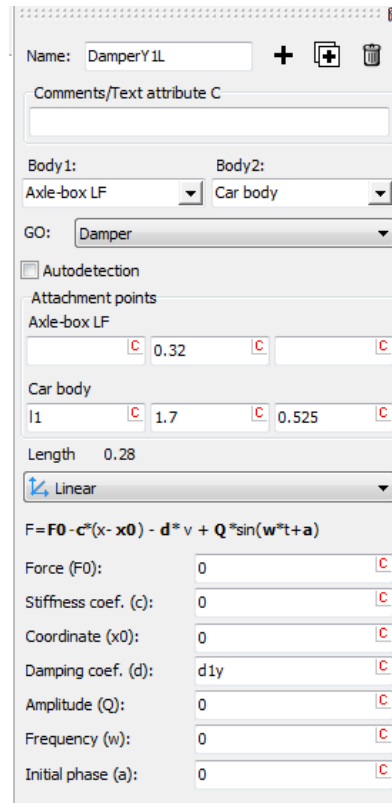 Name: DamperY1L
Comments/Text attribute C
Body1: Body2:
Axle-box LF Car body
GO: Damper
Autodetection
Attachment points
Axle-box LF
C 0.32 C C
Car body
l1 C 1.7 C 0.525 C
Length 0.28
Linear
F=F0-c*(x-x0) - d* v + Q*sin(w*t+a)
Force (F0): 0 C
Stiffness coef. (c): 0 C
Coordinate (x0): 0 C
Damping coef. (d): d1y C
Amplitude (Q): 0 C
Frequency (w): 0 C
Initial phase (a): 0 C